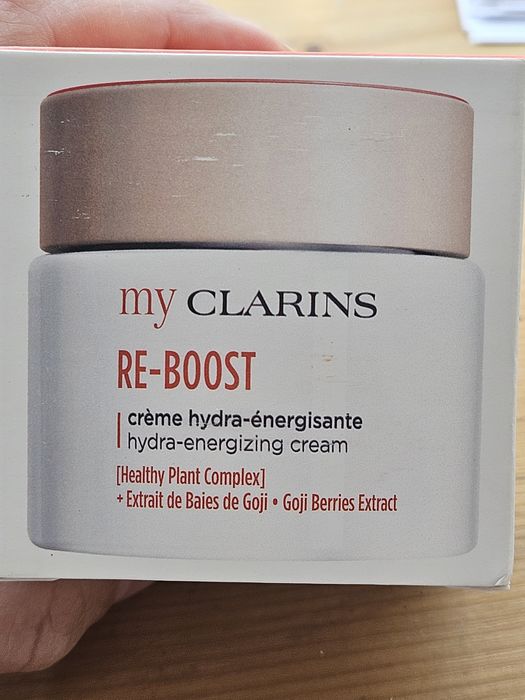 my CLARINS
RE-BOOST
crème hydra-énergisante
hydra-energizing cream
[Healthy Plant Complex]
+ Extrait de Baies de Goji • Goji Berries Extract